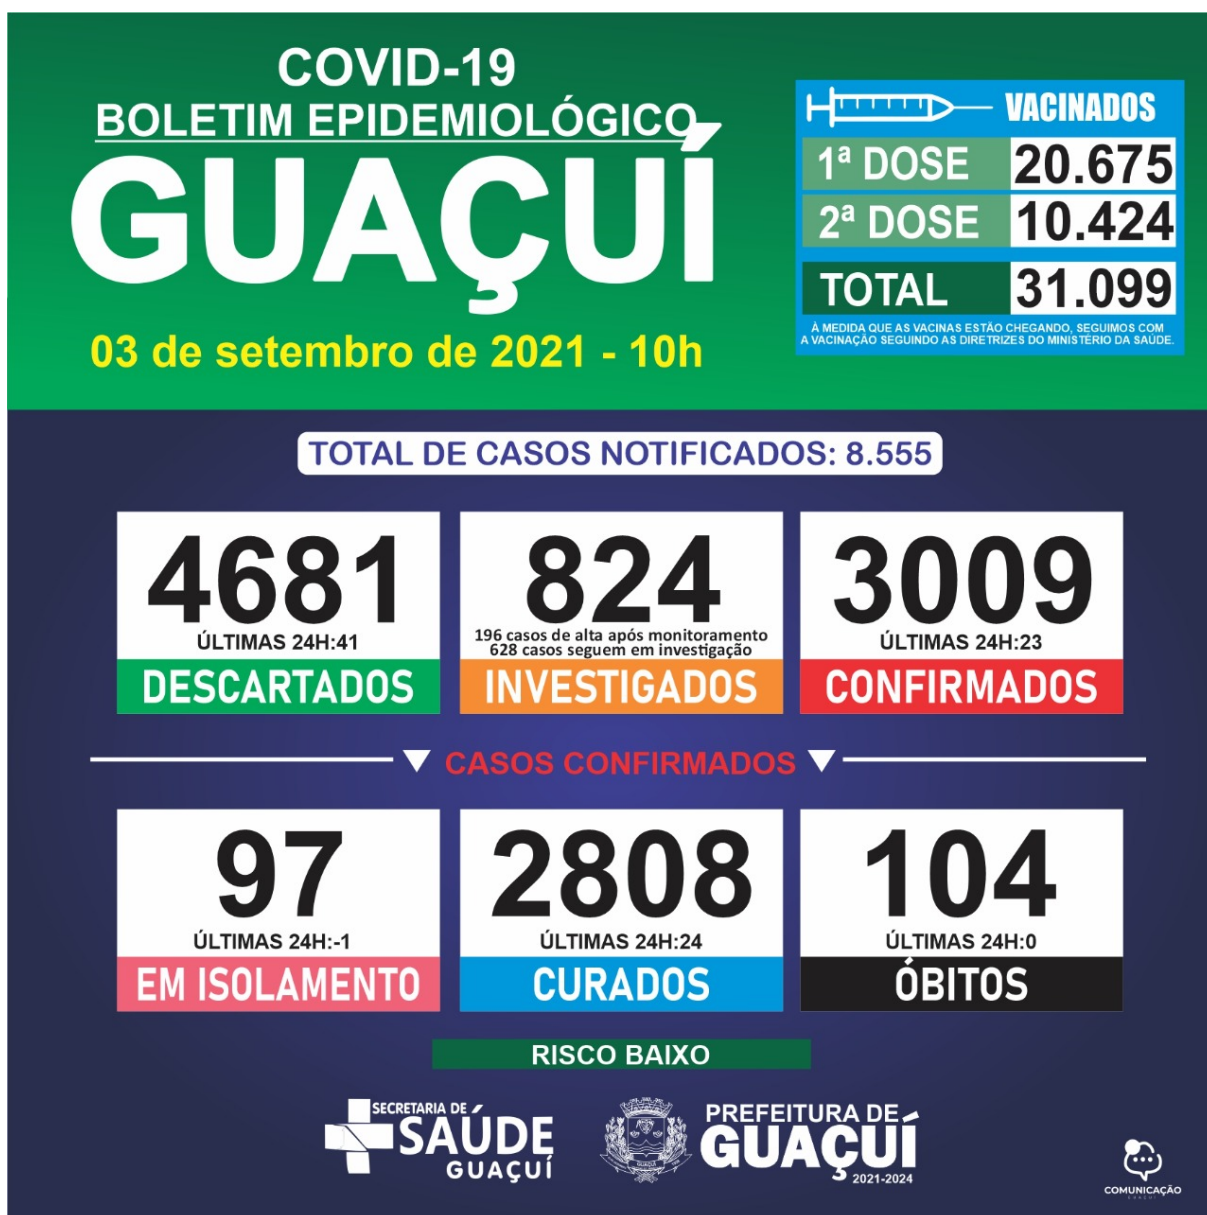 COVID-19
BOLETIM EPIDEMIOLÓGICO
GUAÇUÍ
03 de setembro de 2021 - 10h
VACINADOS
1ª DOSE 20.675
2ª DOSE 10.424
TOTAL 31.099
À MEDIDA QUE AS VACINAS ESTÃO CHEGANDO, SEGUIMOS COM
A VACINAÇÃO SEGUINDO AS DIRETRIZES DO MINISTÉRIO DA SAÚDE.
TOTAL DE CASOS NOTIFICADOS: 8.555
4681
ÚLTIMAS 24H:41
DESCARTADOS
824
196 casos de alta após monitoramento
628 casos seguem em investigação
INVESTIGADOS
3009
ÚLTIMAS 24H:23
CONFIRMADOS
CASOS CONFIRMADOS
97
ÚLTIMAS 24H:-1
EM ISOLAMENTO
2808
ÚLTIMAS 24H:24
CURADOS
104
ÚLTIMAS 24H:0
ÓBITOS
RISCO BAIXO
SECRETARIA DE
SAÚDE
GUAÇUÍ
GUAÇUÍ
PREFEITURA DE
GUAÇUÍ
2021-2024
COMUNICAÇÃO
GUAÇUÍ